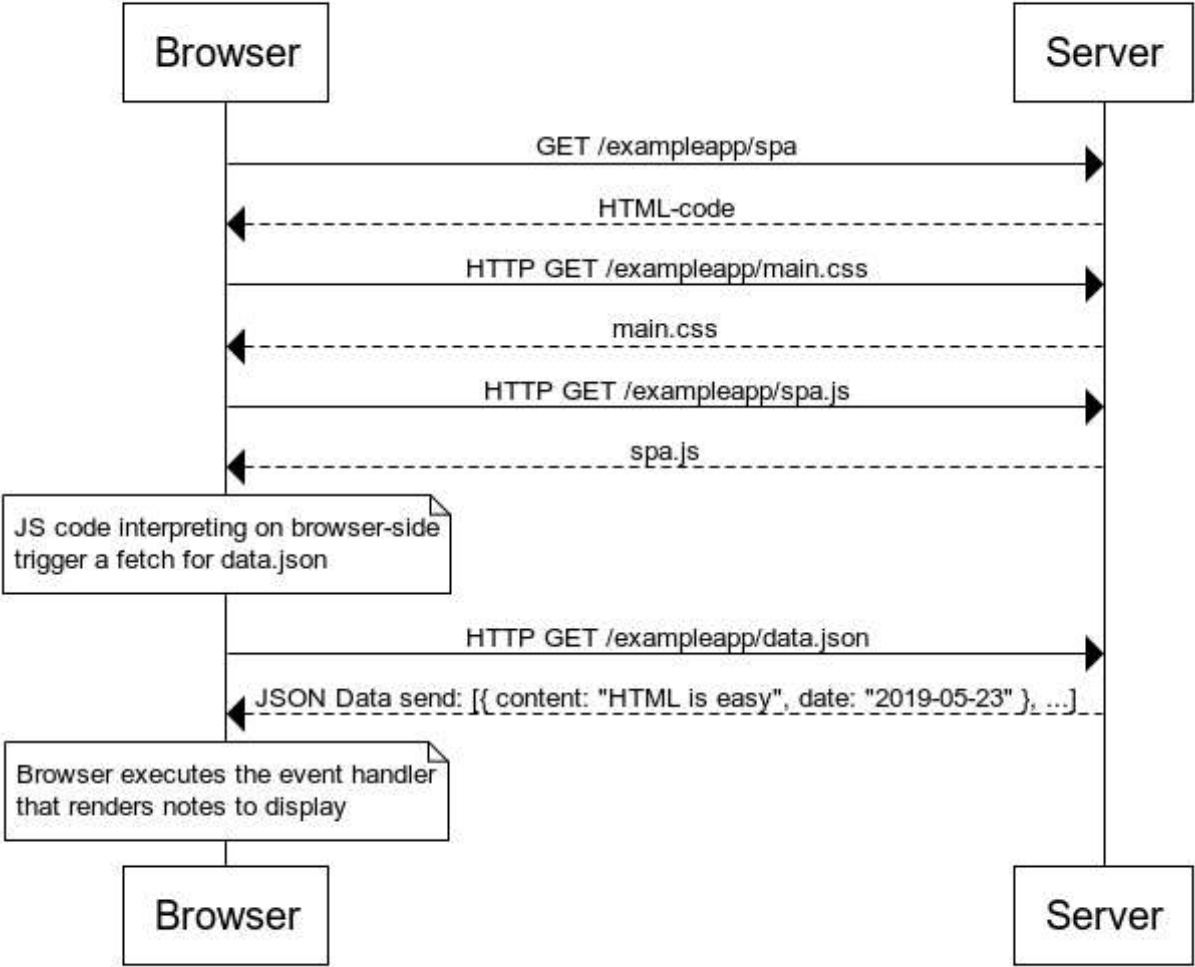 Browser
Server
GET /exampleapp/spa
HTML-code
HTTP GET /exampleapp/main.css
main.css
HTTP GET /exampleapp/spa.js
spa.js
JS code interpreting on browser-side
trigger a fetch for data.json
HTTP GET /exampleapp/data.json
JSON Data send: [{ content: "HTML is easy", date: "2019-05-23" }, ...]
Browser executes the event handler
that renders notes to display
Browser
Server